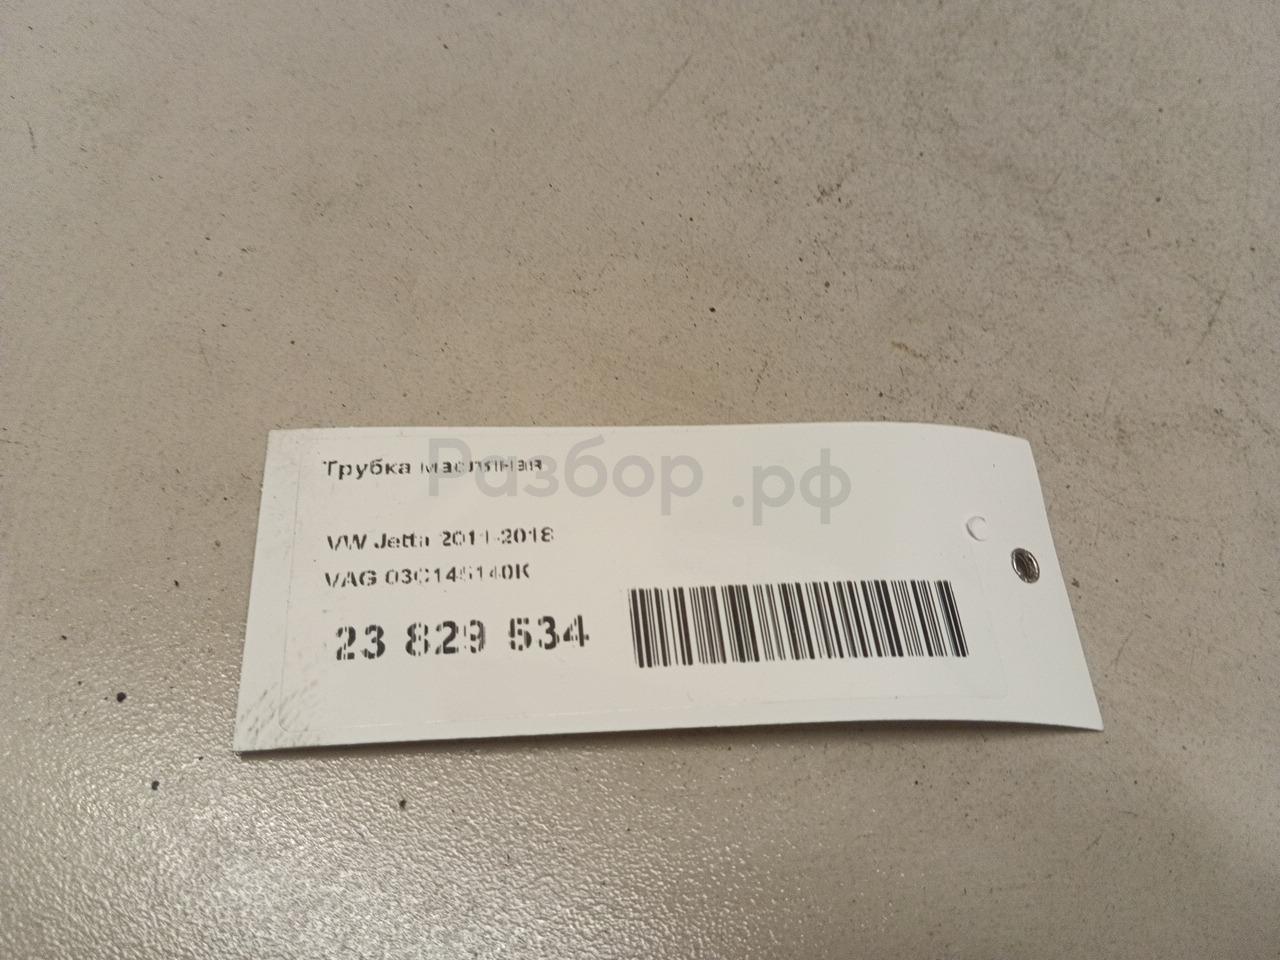 Трубка масляная
Разбор.рф
VW Jetta 2011-2018
VAG 03C145140K
23 829 534